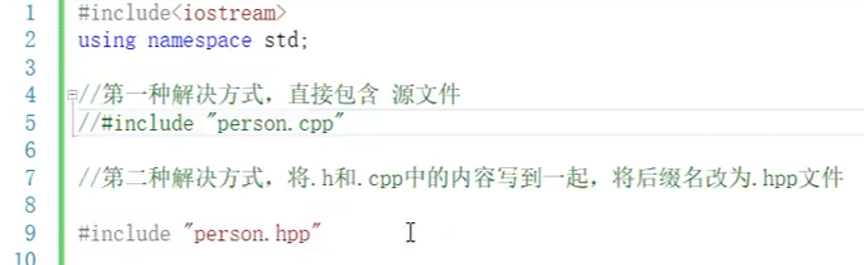 1 #include<iostream>
2 using namespace std;
3
4 //第一种解决方式，直接包含 源文件
5 //#include "person.cpp"
6
7 //第二种解决方式，将.h和.cpp中的内容写到一起，将后缀名改为.hpp文件
8
9 #include "person.hpp"
10